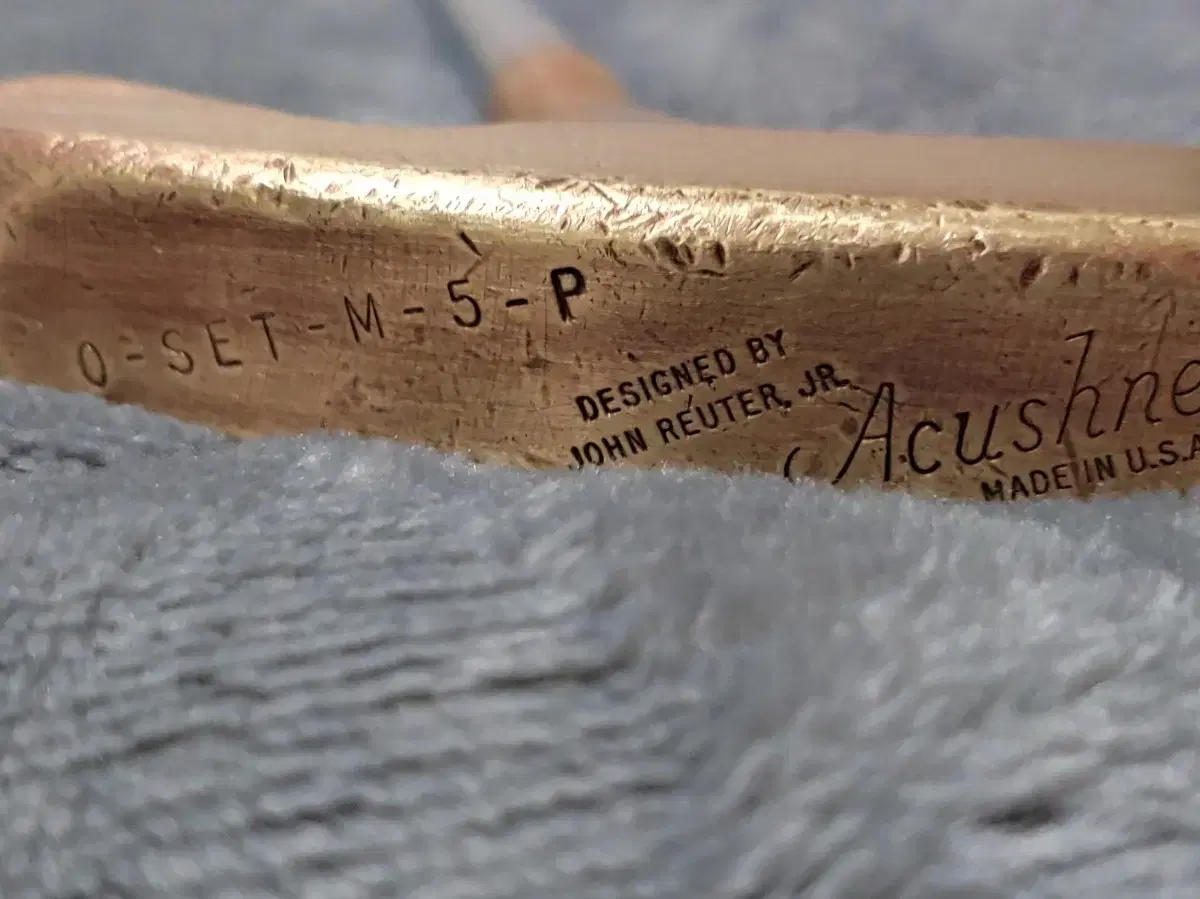 0-SET-M-5-P
DESIGNED BY
JOHN REUTER, JR.
Acushne
MADE IN U.S.A